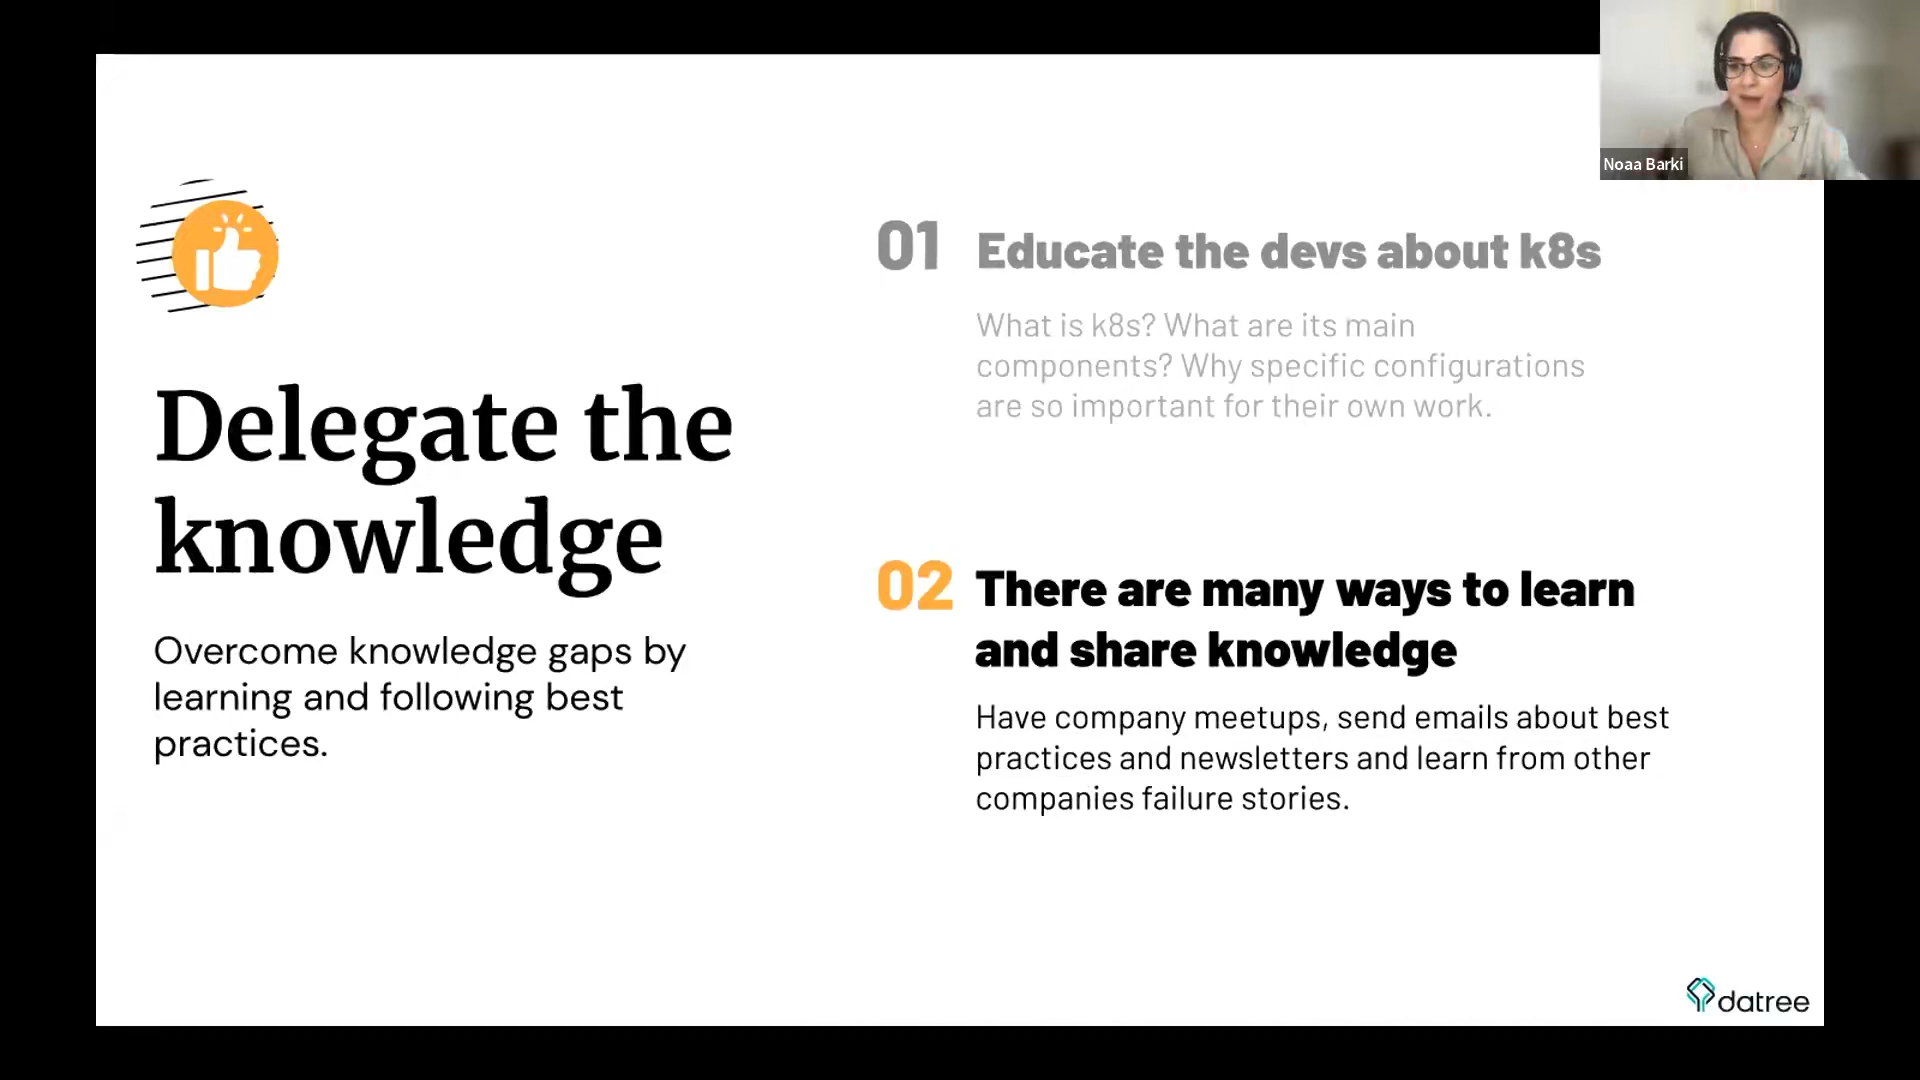 Noaa Barki
Delegate the
knowledge
Overcome knowledge gaps by
learning and following best
practices.
01 Educate the devs about k8s
What is k8s? What are its main
components? Why specific configurations
are so important for their own work.
02 There are many ways to learn
and share knowledge
Have company meetups, send emails about best
practices and newsletters and learn from other
companies failure stories.
datree